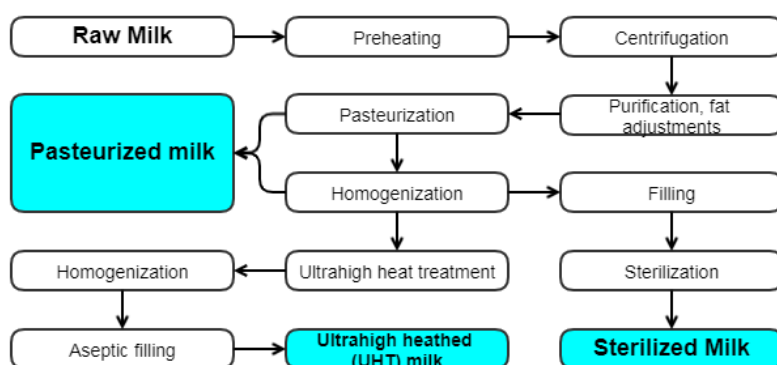 Raw Milk
Preheating
Centrifugation
Pasteurized milk
Pasteurization
Purification, fat
adjustments
Homogenization
Filling
Homogenization
Ultrahigh heat treatment
Sterilization
Aseptic filling
Ultrahigh heathed
(UHT) milk
Sterilized Milk